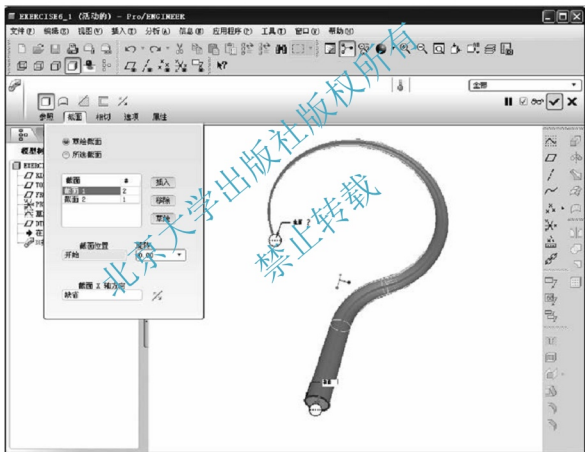 EXERCISE6_1 (活动的) - Pro/ENGINEER
文件(F) 编辑(E) 视图(V) 插入(I) 分析(A) 信息(N) 应用程序(P) 工具(T) 窗口(W) 帮助(H)
全部
参照 截面 相切 选项 属性
草绘截面
所选截面
截面 #
截面 1 2
截面 2 1
插入
移除
草绘
截面位置
开始
截面 X 轴方向
缺省
北京大学出版社版权所有
禁止转载